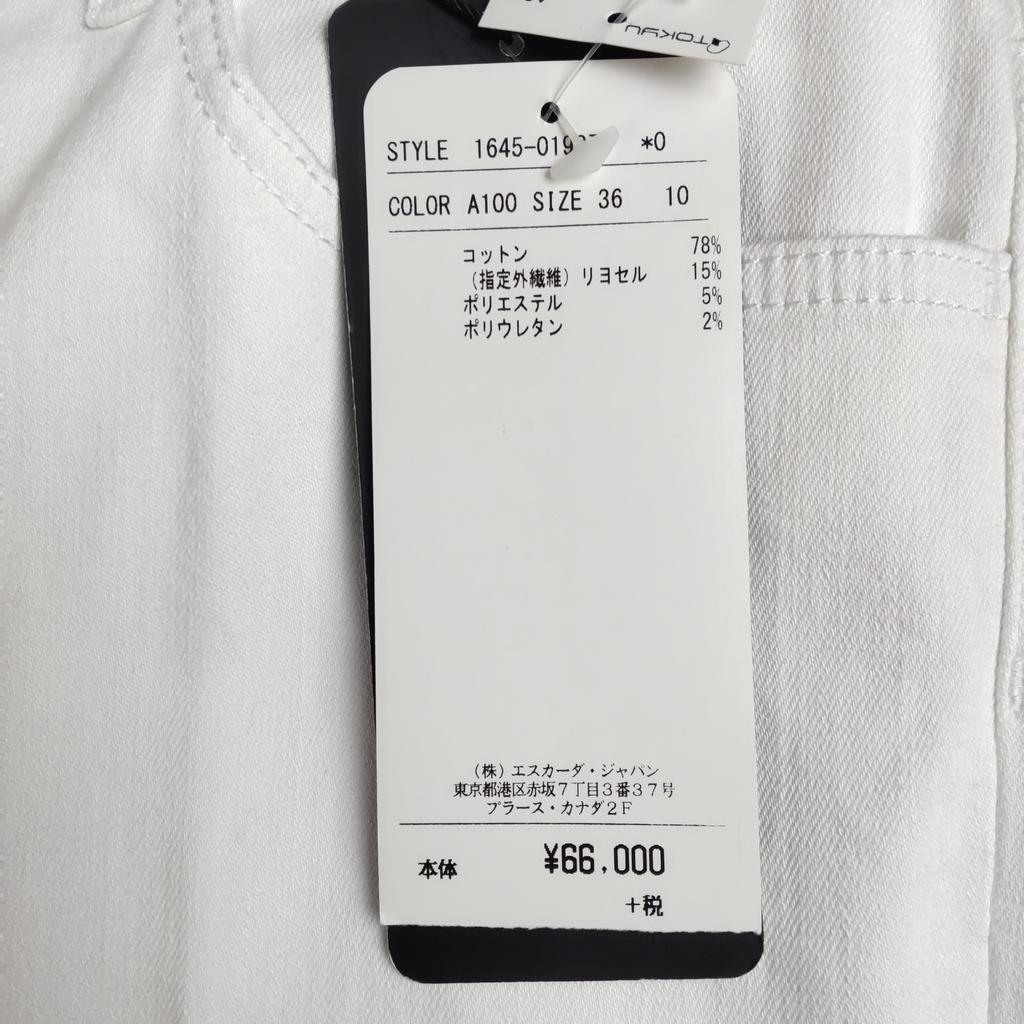 TOKYU
STYLE 1645-019 *0
COLOR A100 SIZE 36 10
コットン 78%
（指定外繊維）リヨセル 15%
ポリエステル 5%
ポリウレタン 2%
（株）エスカーダ・ジャパン
東京都港区赤坂７丁目３番３７号
プラース・カナダ２Ｆ
本体 ¥66,000
＋税